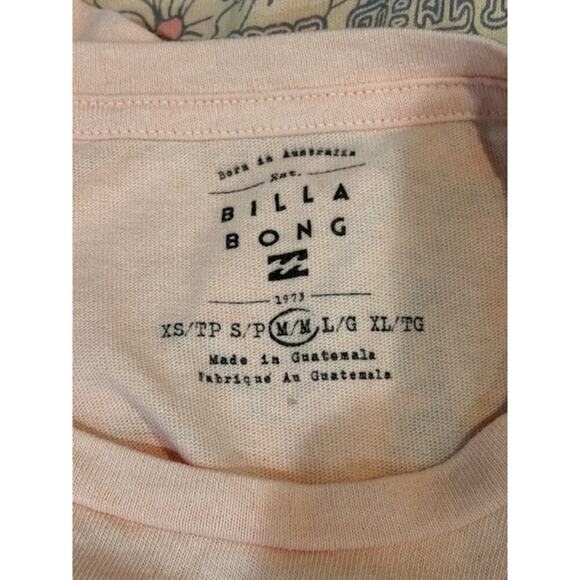 Born in Australia
Est.
BILLA
BONG
1973
XS/TP S/P M/M L/G XL/TG
Made in Guatemala
Fabriqué Au Guatemala